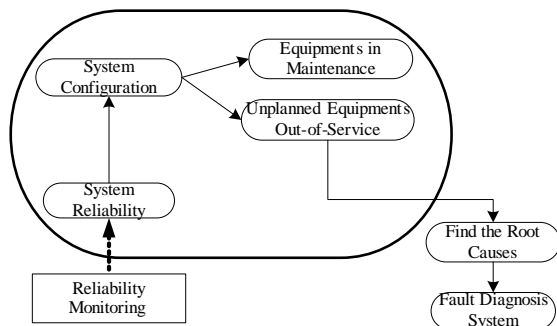 System
Configuration
Equipments in
Maintenance
Unplanned Equipments
Out-of-Service
System
Reliability
Find the Root
Causes
Reliability
Monitoring
Fault Diagnosis
System